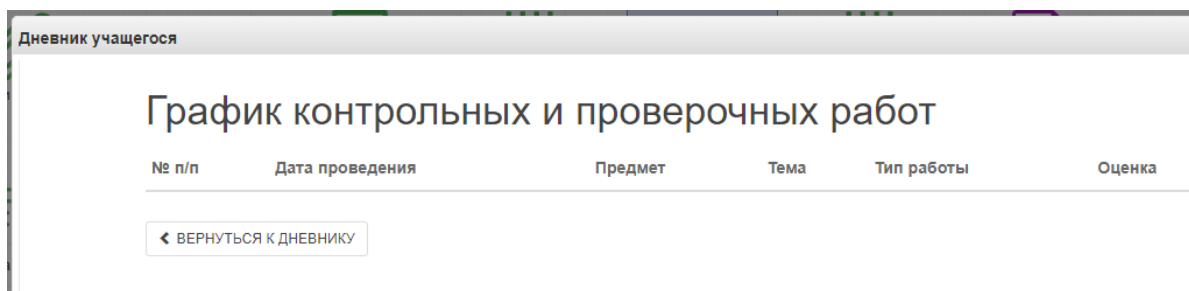 Дневник учащегося
График контрольных и проверочных работ
№ п/п Дата проведения Предмет Тема Тип работы Оценка
ВЕРНУТЬСЯ К ДНЕВНИКУ